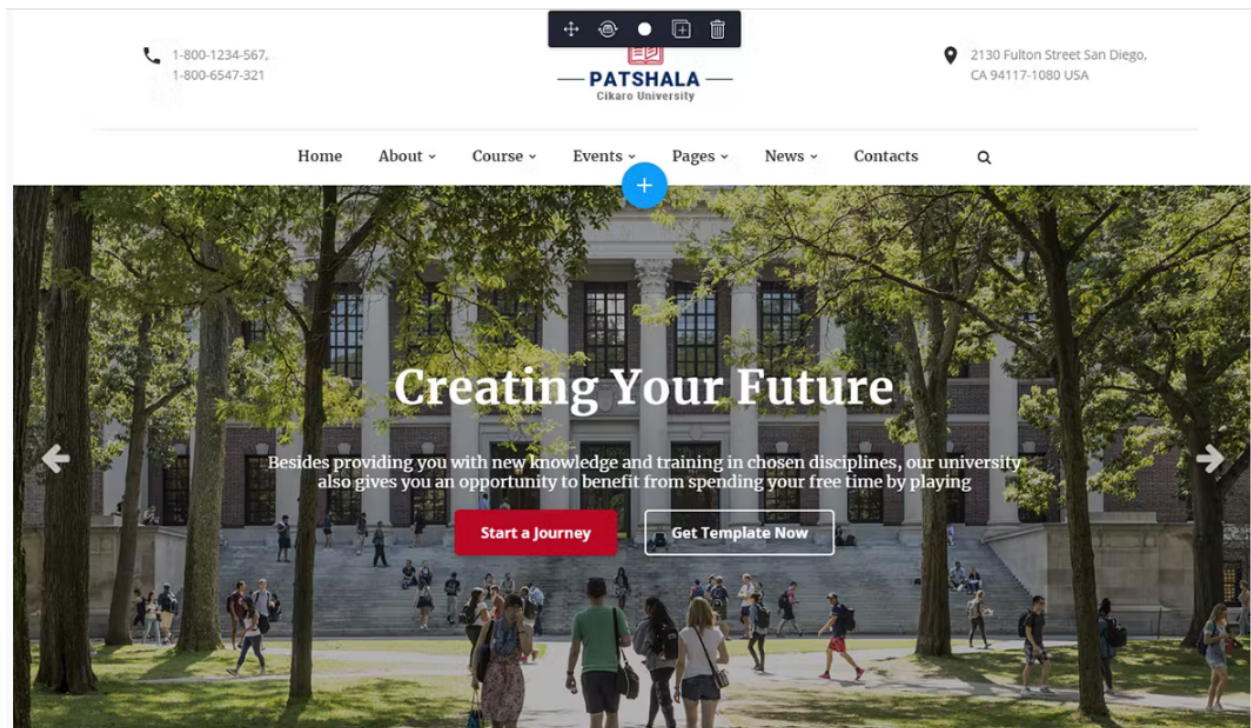 1-800-1234-567,
1-800-6547-321
PATSHALA
Cikaro University
2130 Fulton Street San Diego,
CA 94117-1080 USA
Home About Course Events Pages News Contacts
Creating Your Future
Besides providing you with new knowledge and training in chosen disciplines, our university
also gives you an opportunity to benefit from spending your free time by playing
Start a Journey Get Template Now